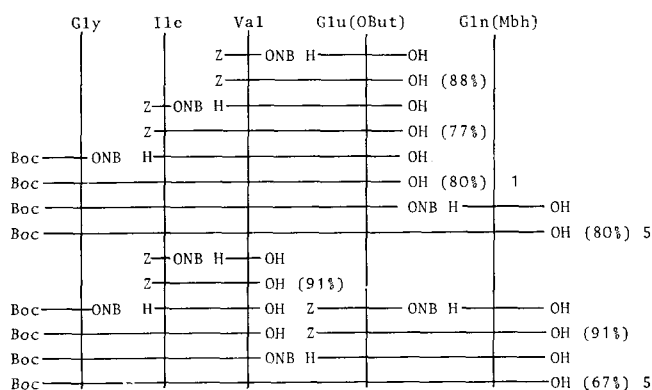 Gly Ile Val Glu(OBut) Gln(Mbh)
Z ONB H OH
Z OH (88%)
Z ONB H OH
Z OH (77%)
Boc ONB H OH
Boc OH (80%) 1
Boc ONB H OH
Boc OH (80%) 5
Z ONB H OH
Z OH (91%)
Boc ONB H OH Z ONB H OH
Boc OH Z OH (91%)
Boc ONB H OH
Boc OH (67%) 5